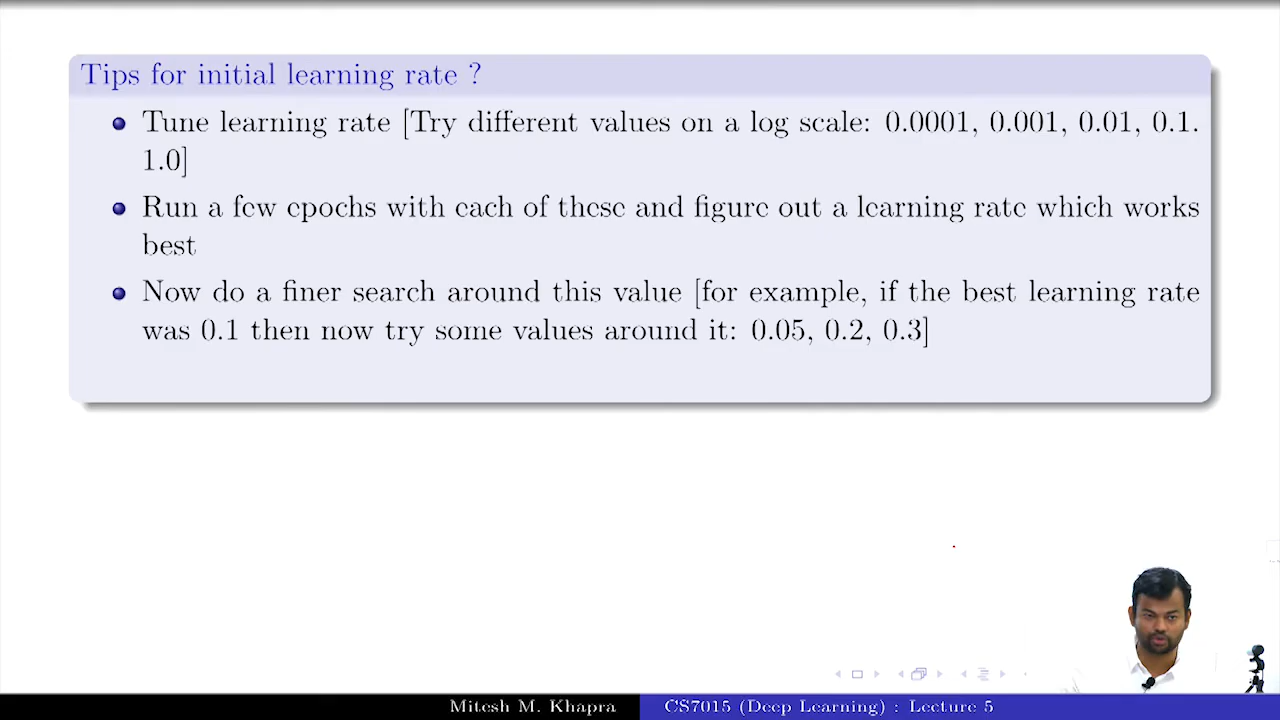 Tips for initial learning rate ?
Tune learning rate [Try different values on a log scale: 0.0001, 0.001, 0.01, 0.1.
1.0]
Run a few epochs with each of these and figure out a learning rate which works
best
Now do a finer search around this value [for example, if the best learning rate
was 0.1 then now try some values around it: 0.05, 0.2, 0.3]
Mitesh M. Khapra
CS7015 (Deep Learning) : Lecture 5